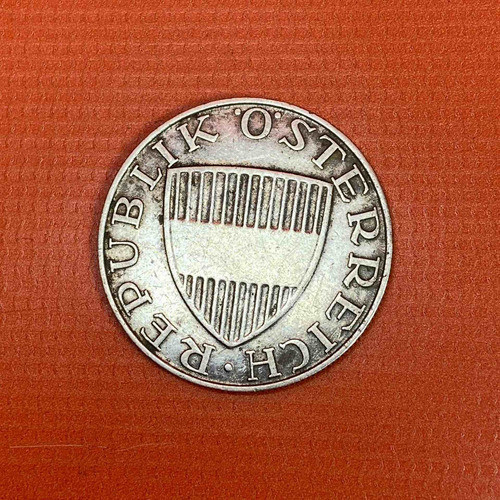 · REPUBLIK ÖSTERREICH